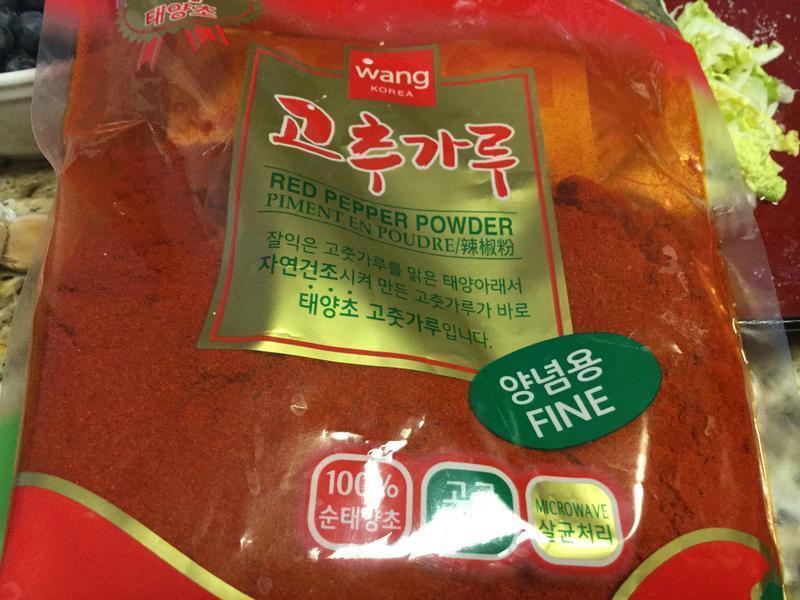 태양초
wang
KOREA
고추가루
RED PEPPER POWDER
PIMENT EN POUDRE/辣椒粉
잘익은 고춧가루를 맑은 태양아래서
자연건조시켜 만든 고춧가루가 바로
태양초 고춧가루입니다.
양념용
FINE
100%
순태양초
MICROWAVE
살균처리